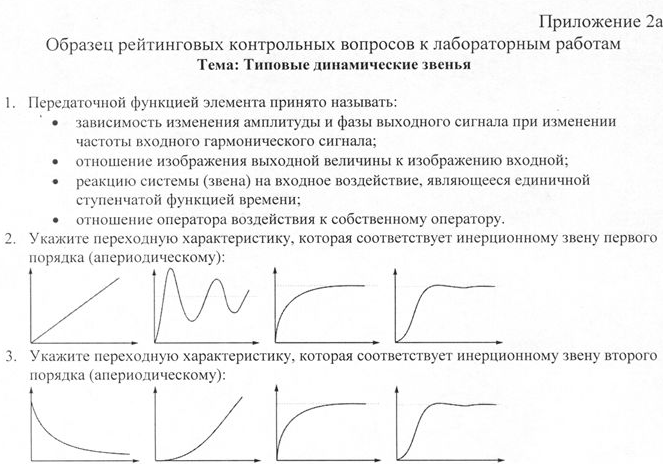 Приложение 2а
Образец рейтинговых контрольных вопросов к лабораторным работам
Тема: Типовые динамические звенья
1. Передаточной функцией элемента принято называть:
• зависимость изменения амплитуды и фазы выходного сигнала при изменении
частоты входного гармонического сигнала;
• отношение изображения выходной величины к изображению входной;
• реакцию системы (звена) на входное воздействие, являющееся единичной
ступенчатой функцией времени;
• отношение оператора воздействия к собственному оператору.
2. Укажите переходную характеристику, которая соответствует инерционному звену первого
порядка (апериодическому):
3. Укажите переходную характеристику, которая соответствует инерционному звену второго
порядка (апериодическому):